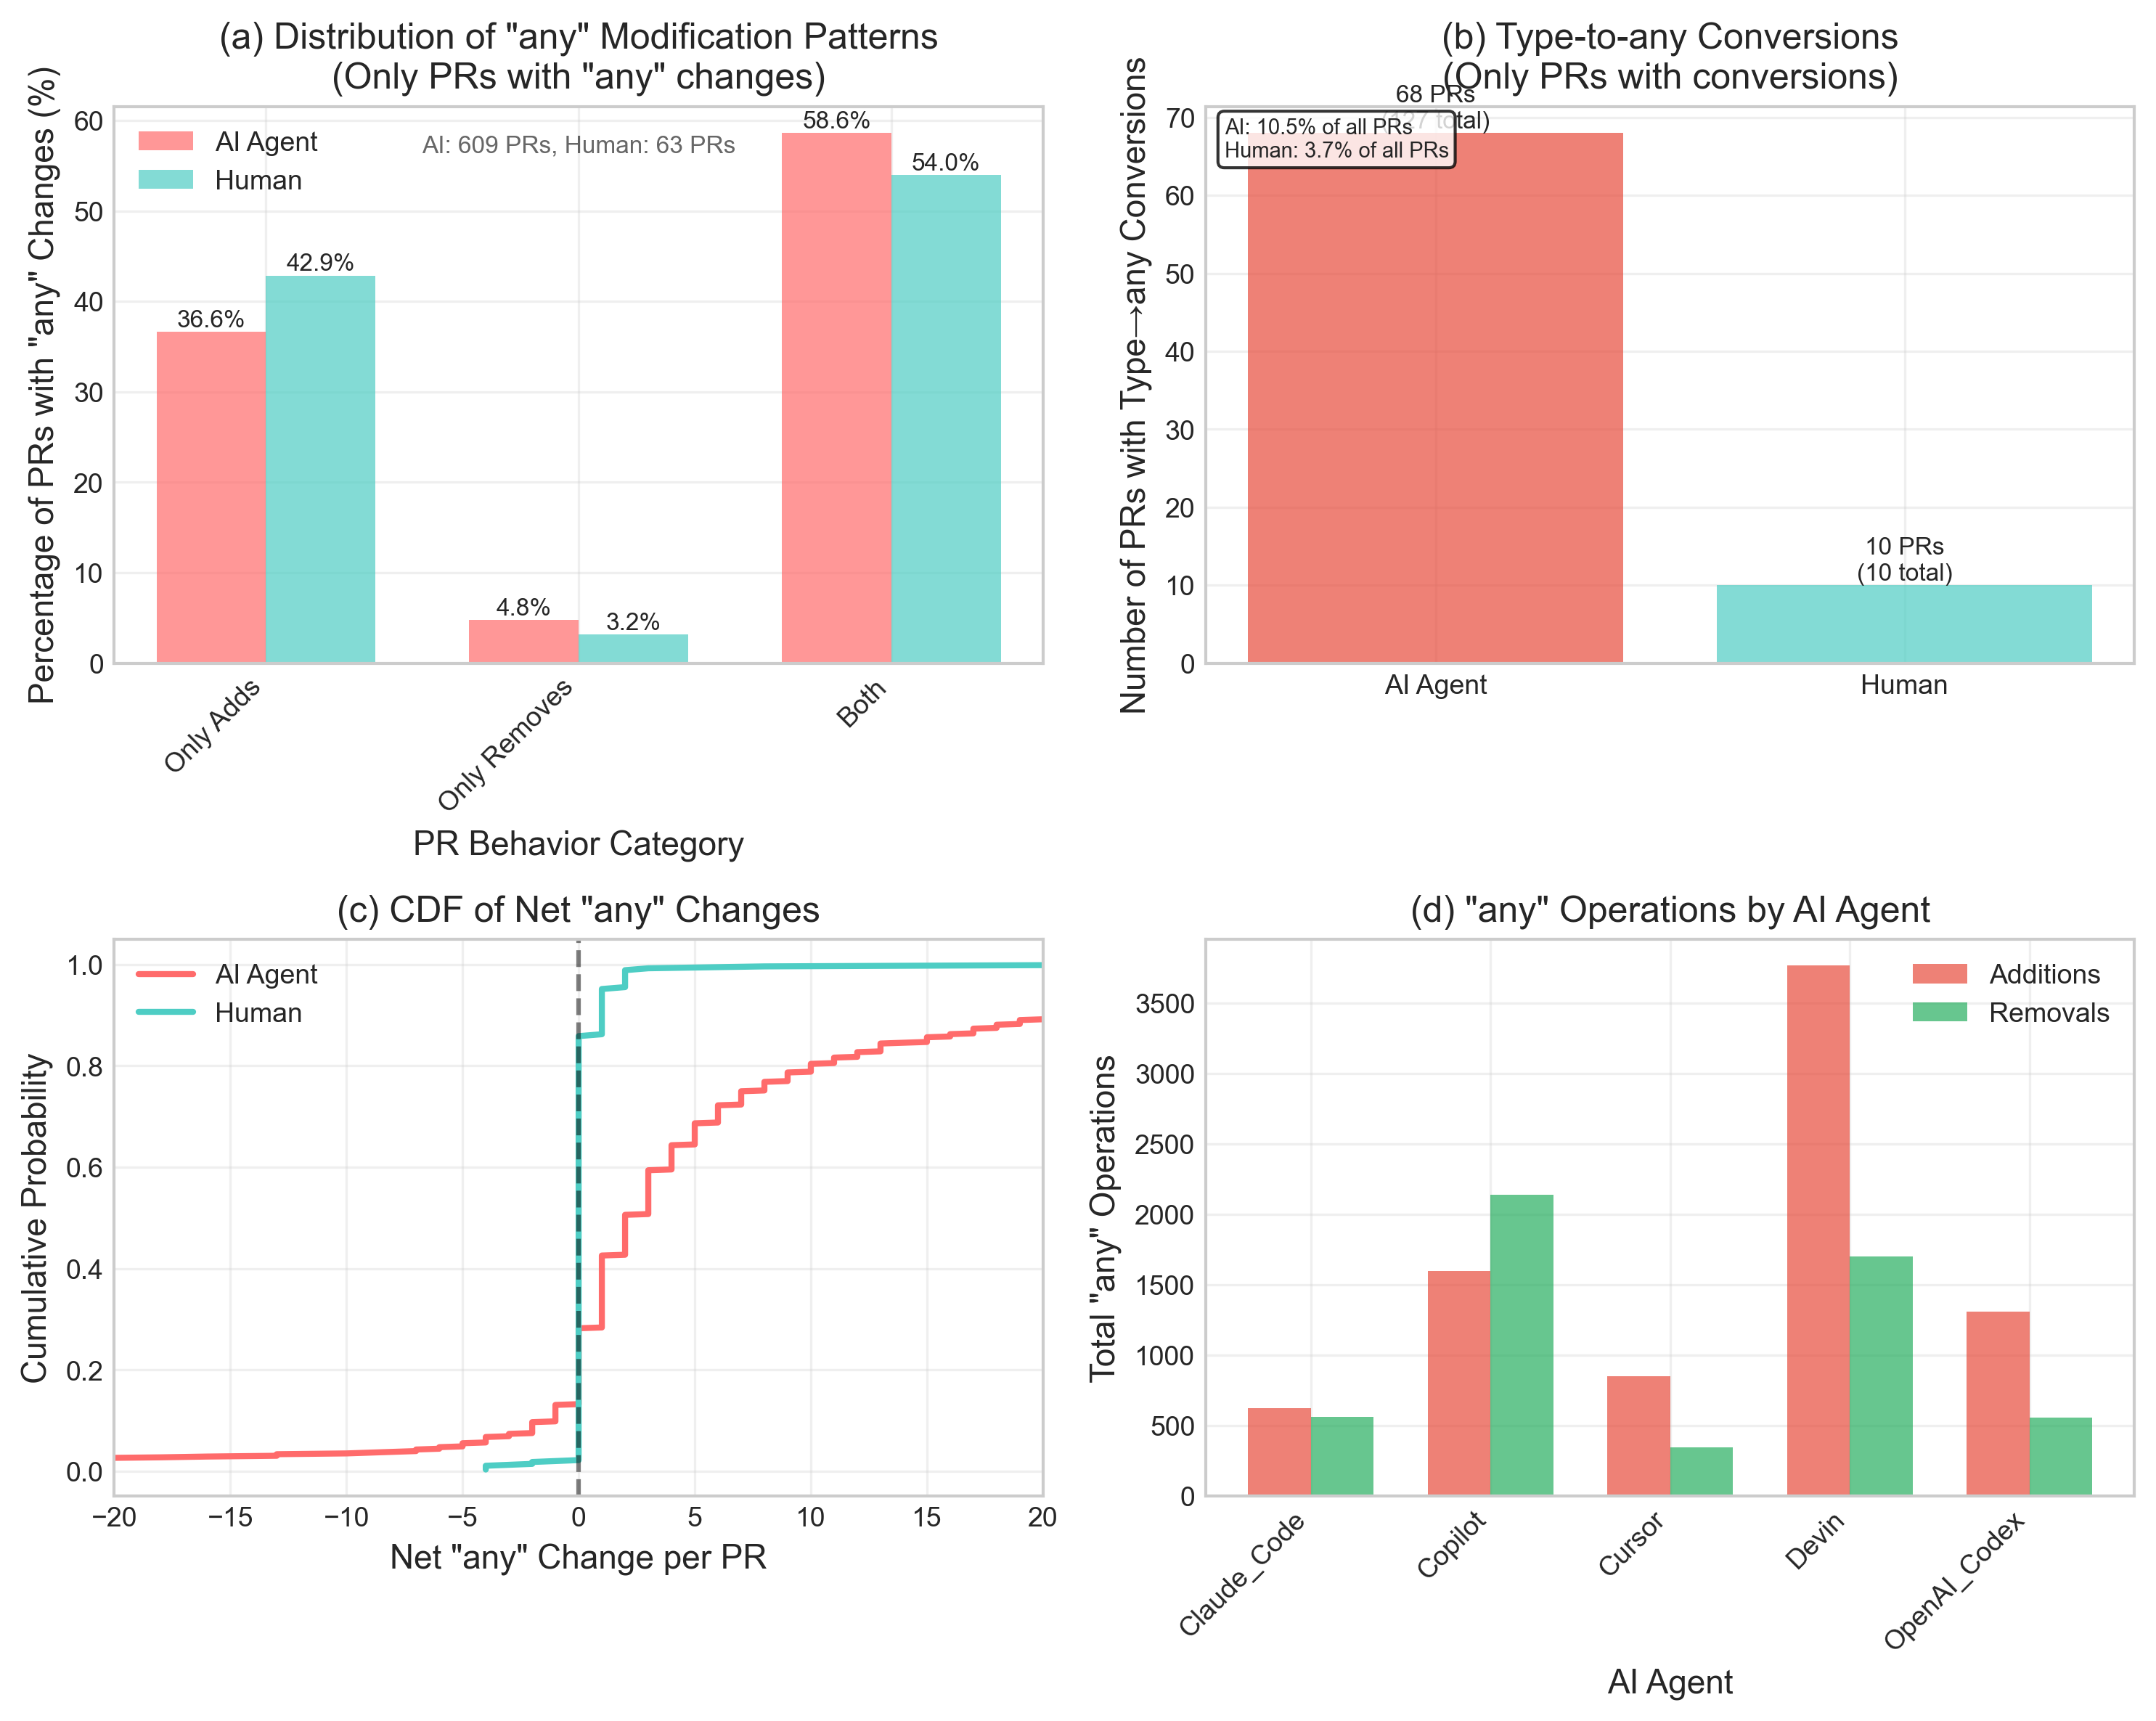 (a) Distribution of "any" Modification Patterns
(Only PRs with "any" changes)
Percentage of PRs with "any" Changes (%)
60
50
40
30
20
10
0
AI Agent
Human
AI: 609 PRs, Human: 63 PRs
36.6%
42.9%
4.8%
3.2%
58.6%
54.0%
Only Adds
Only Removes
Both
PR Behavior Category
(b) Type-to-any Conversions
(Only PRs with conversions)
Number of PRs with Type→any Conversions
70
60
50
40
30
20
10
0
68 PRs
total)
AI: 10.5% of all PRs
Human: 3.7% of all PRs
10 PRs
(10 total)
AI Agent
Human
(c) CDF of Net "any" Changes
Cumulative Probability
1.0
0.8
0.6
0.4
0.2
0.0
AI Agent
Human
−20
−15
−10
−5
0
5
10
15
20
Net "any" Change per PR
(d) "any" Operations by AI Agent
Total "any" Operations
3500
3000
2500
2000
1500
1000
500
0
Additions
Removals
Claude_Code
Copilot
Cursor
Devin
OpenAI_Codex
AI Agent